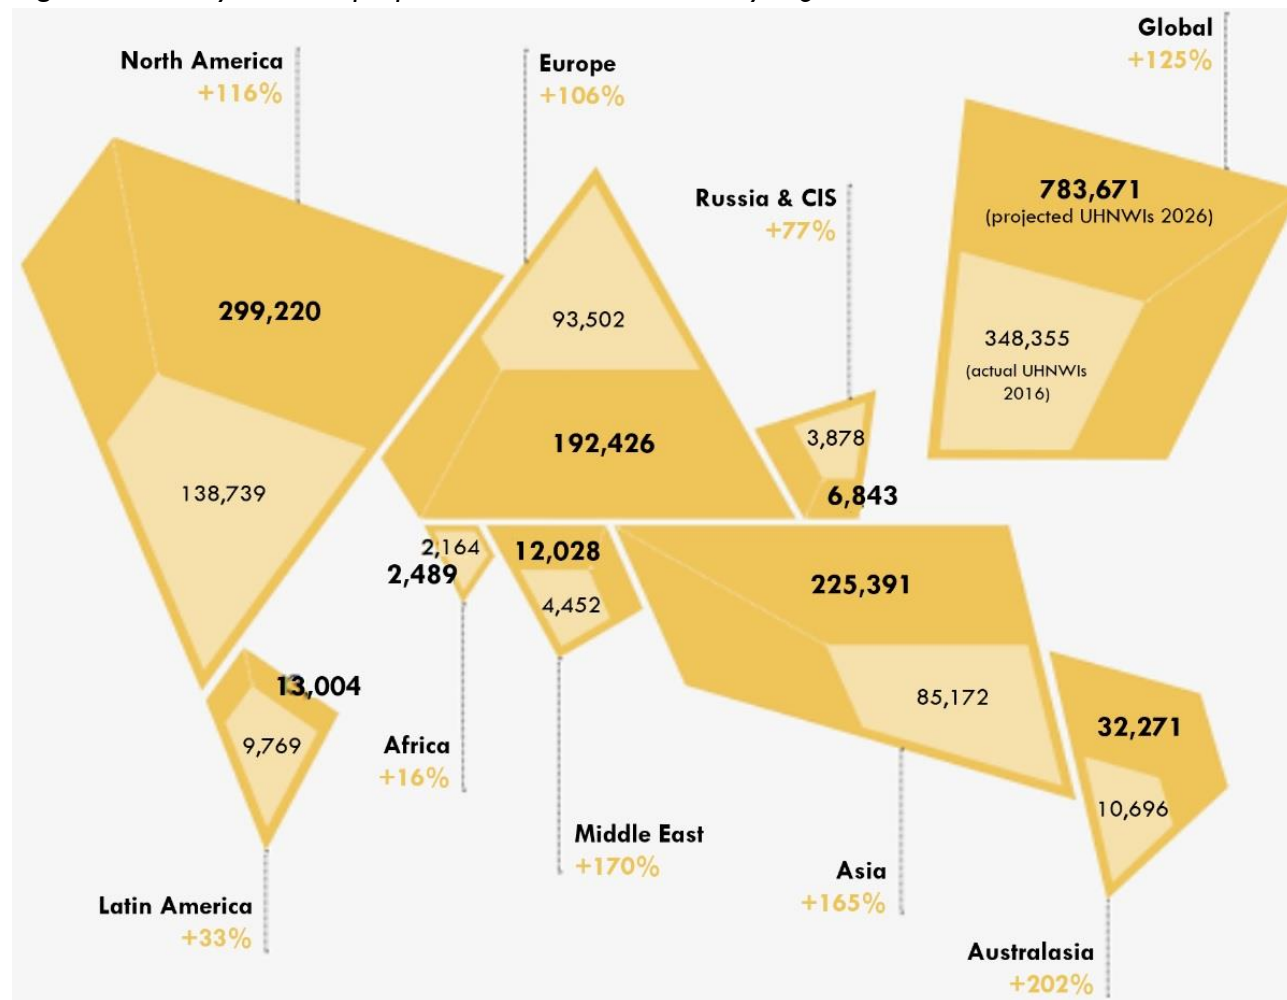 North America
+116%
Europe
+106%
Global
+125%
Russia & CIS
+77%
783,671
(projected UHNWIs 2026)
299,220
93,502
348,355
(actual UHNWIs
2016)
192,426
3,878
6,843
138,739
2,164
2,489
12,028
4,452
225,391
85,172
13,004
9,769
32,271
10,696
Africa
+16%
Middle East
+170%
Asia
+165%
Latin America
+33%
Australasia
+202%